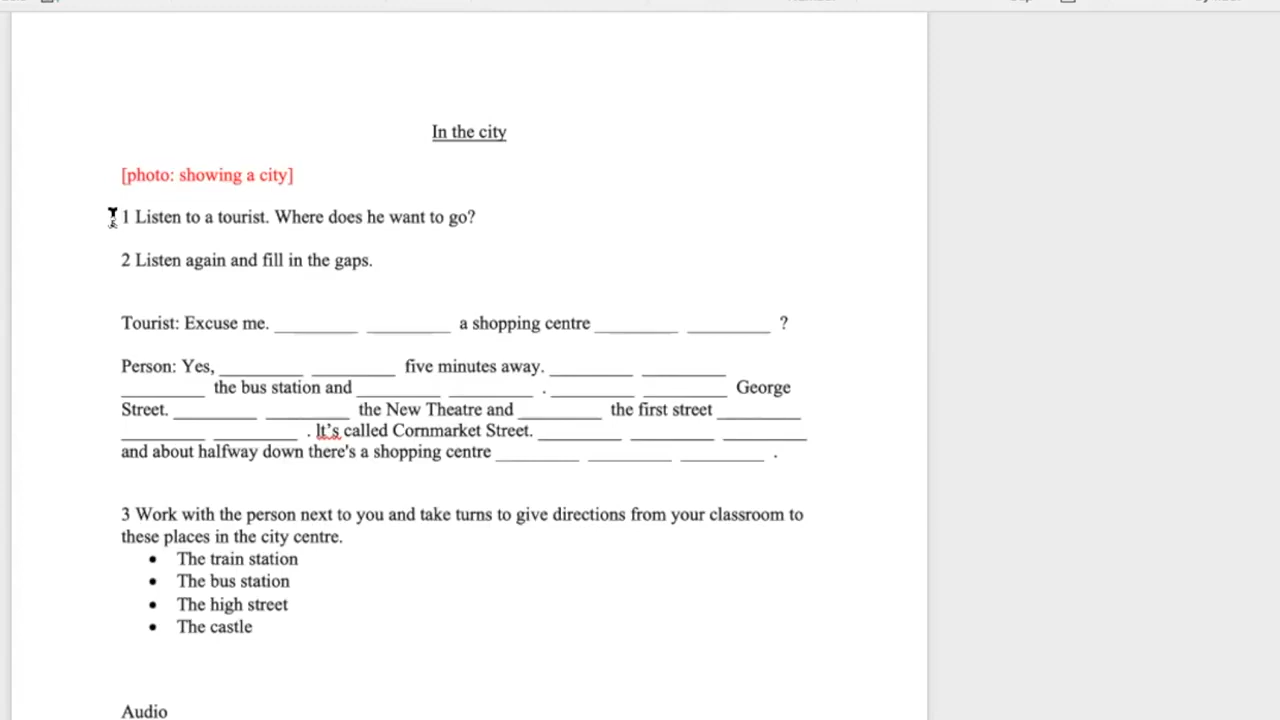 In the city
[photo: showing a city]
1 Listen to a tourist. Where does he want to go?
2 Listen again and fill in the gaps.
Tourist: Excuse me. _________ _________ a shopping centre _________ _________ ?
Person: Yes, _________ _________ five minutes away. _________ _________
_________ the bus station and _________ _________ . _________ _________ George
Street. _________ _________ the New Theatre and _________ the first street _________
_________ _________ . It's called Cornmarket Street. _________ _________ _________
and about halfway down there's a shopping centre _________ _________ _________ .
3 Work with the person next to you and take turns to give directions from your classroom to
these places in the city centre.
• The train station
• The bus station
• The high street
• The castle
Audio